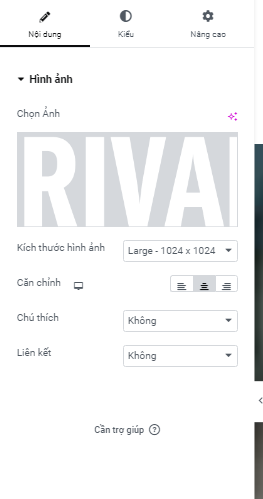 Nội dung
Kiểu
Nâng cao
Hình ảnh
Chọn Ảnh
RIVA
Kích thước hình ảnh
Large - 1024 x 1024
Căn chỉnh
Chú thích
Không
Liên kết
Không
Cần trợ giúp ?